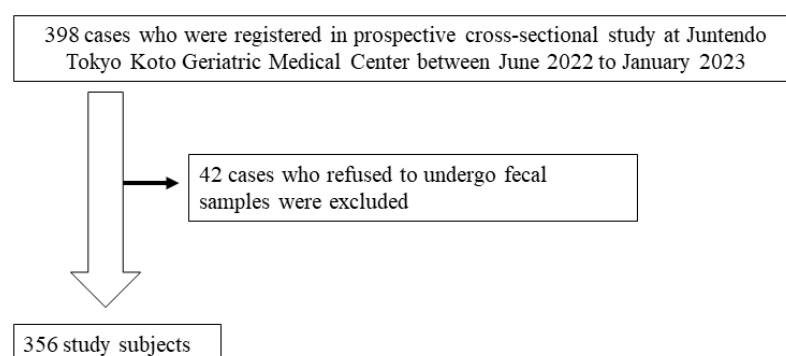 398 cases who were registered in prospective cross-sectional study at Juntendo
Tokyo Koto Geriatric Medical Center between June 2022 to January 2023
42 cases who refused to undergo fecal
samples were excluded
356 study subjects